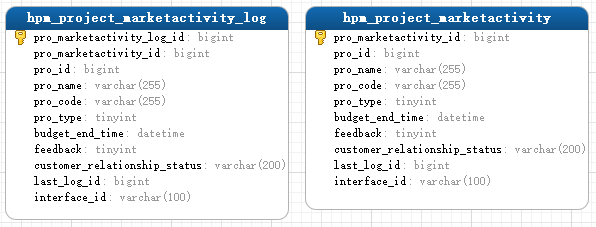 hpm_project_marketactivity_log
pro_marketactivity_log_id: bigint
pro_marketactivity_id: bigint
pro_id: bigint
pro_name: varchar(255)
pro_code: varchar(255)
pro_type: tinyint
budget_end_time: datetime
feedback: tinyint
customer_relationship_status: varchar(200)
last_log_id: bigint
interface_id: varchar(100)
hpm_project_marketactivity
pro_marketactivity_id: bigint
pro_id: bigint
pro_name: varchar(255)
pro_code: varchar(255)
pro_type: tinyint
budget_end_time: datetime
feedback: tinyint
customer_relationship_status: varchar(200)
last_log_id: bigint
interface_id: varchar(100)